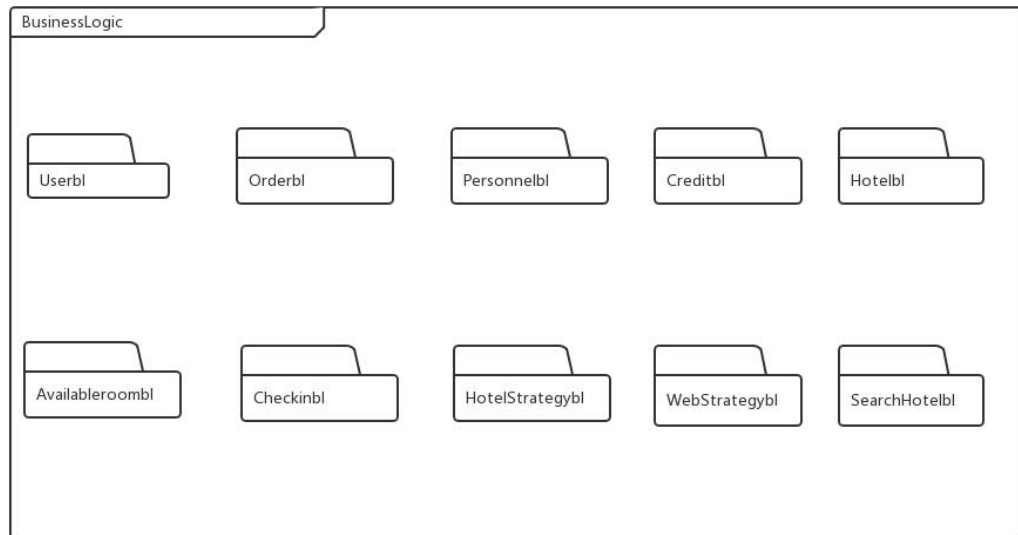 BusinessLogic
Userbl
Orderbl
Personnelbl
Creditbl
Hotelbl
Availableroombl
Checkinbl
HotelStrategybl
WebStrategybl
SearchHotelbl